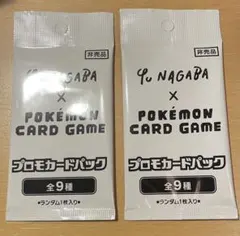 非売品
YU NAGABA
×
POKÉMON
CARD GAME
プロモカードパック
全9種
★ランダム1枚入り★
非売品
YU NAGABA
×
POKÉMON
CARD GAME
プロモカードパック
全9種
★ランダム1枚入り★